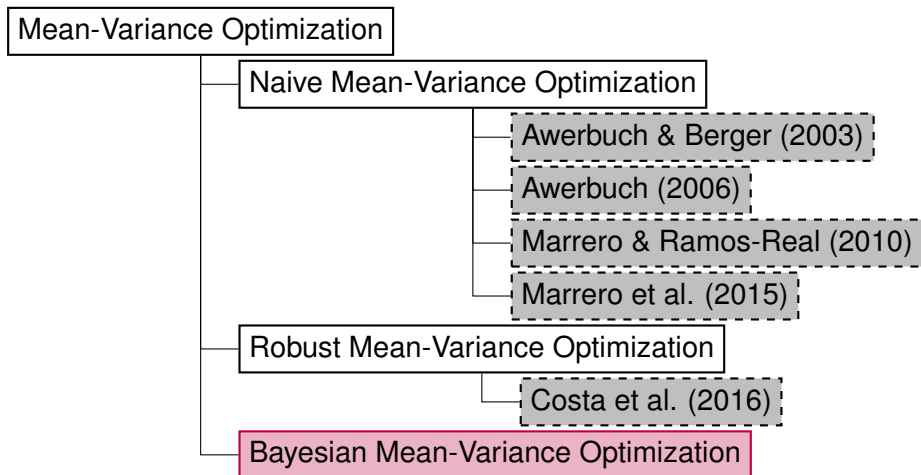 Mean-Variance Optimization
Naive Mean-Variance Optimization
Awerbuch & Berger (2003)
Awerbuch (2006)
Marrero & Ramos-Real (2010)
Marrero et al. (2015)
Robust Mean-Variance Optimization
Costa et al. (2016)
Bayesian Mean-Variance Optimization